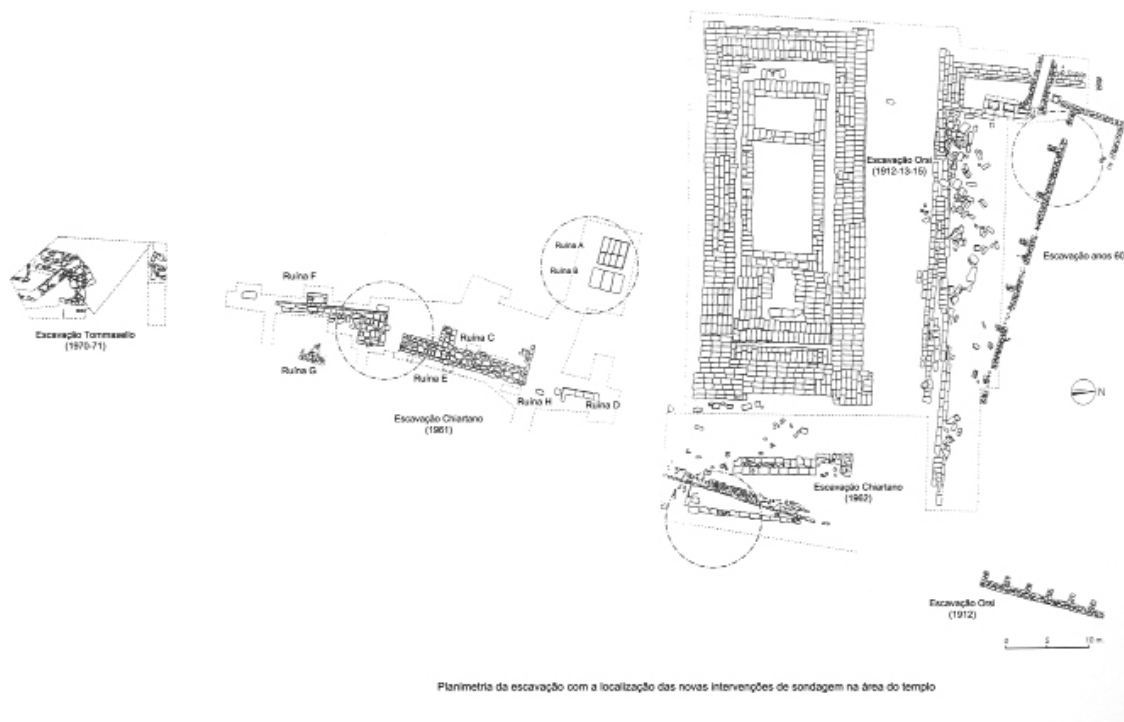 Escavação Orsi
(1912-13-15)
Escavação anos 60
Ruína A
Ruína B
Ruína F
Escavação Tommasello
(1970-71)
Ruína C
Ruína G
Ruína E
Ruína H
Ruína D
Escavação Chiartano
(1961)
N
Escavação Chiartano
(1962)
Escavação Orsi
(1912)
0 5 10 m.
Planimetria da escavação com a localização das novas intervenções de sondagem na área do templo